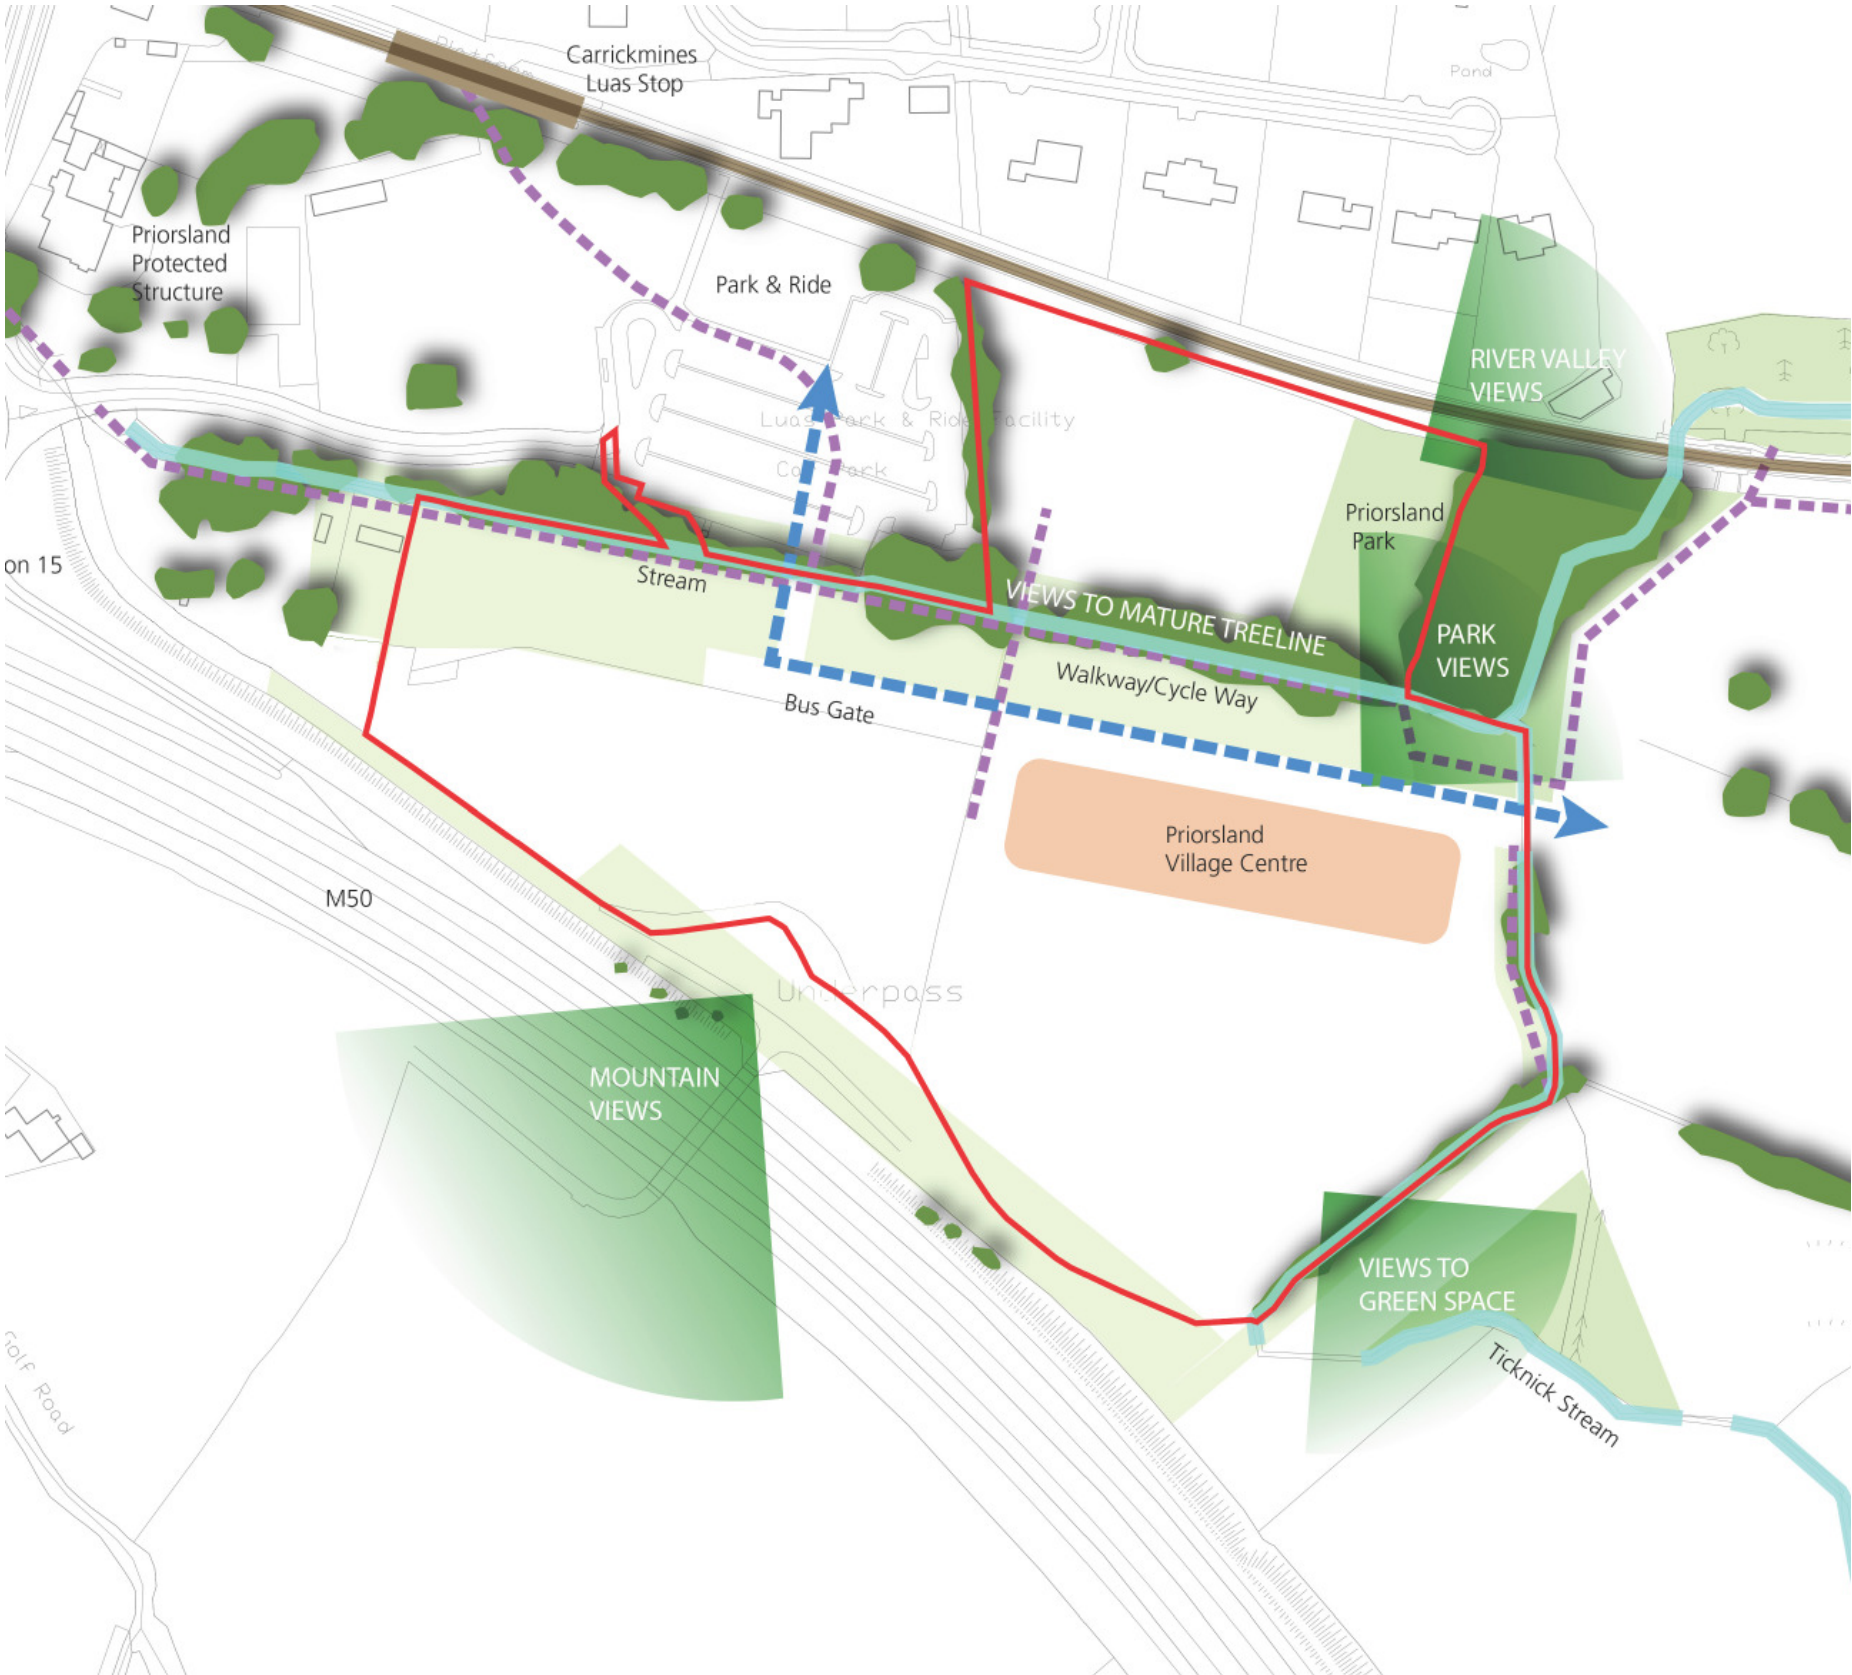 Platform
Carrickmines
Luas Stop
Pond
Priorsland
Protected
Structure
Park & Ride
RIVER VALLEY
VIEWS
Luas Park & Ride Facility
Car Park
Priorsland
Park
on 15
Stream
VIEWS TO MATURE TREELINE
PARK
VIEWS
Walkway/Cycle Way
Bus Gate
Priorsland
Village Centre
M50
Underpass
MOUNTAIN
VIEWS
VIEWS TO
GREEN SPACE
Ticknick Stream
Golf Road